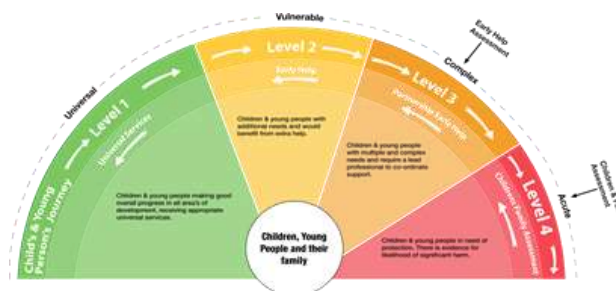 Universal
Vulnerable
Complex
Acute
Early Help
Assessment
Children & F
Assessment
Child's & Young
Person's Journey
Level 1
Universal Services
Children & young people making good
overall progress in all area's of
development, receiving appropriate
universal services.
Level 2
Early Help
Children & young people with
additional needs and would
benefit from extra help.
Level 3
Partnership Early Help
Children & young people
with multiple and complex
needs and require a lead
professional to co-ordinate
support.
Level 4
Children & young people in need of
protection. There is evidence for
likelihood of significant harm.
Children, Young
People and their
family